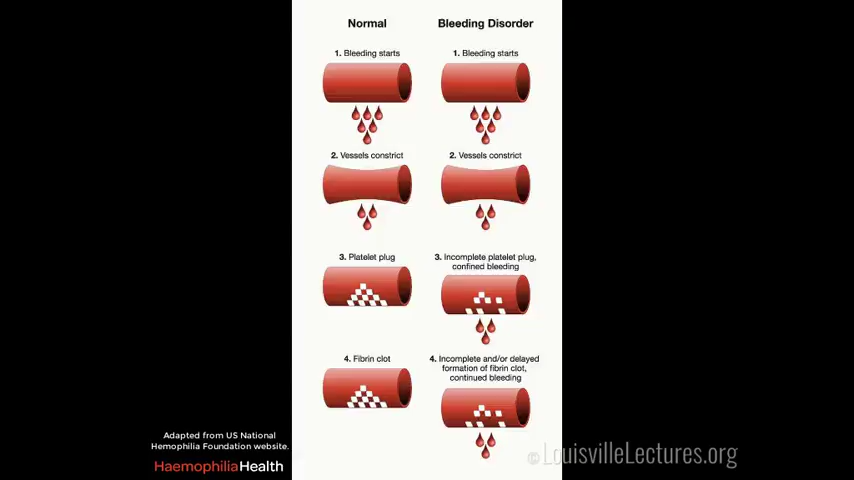 Normal
Bleeding Disorder
1. Bleeding starts
1. Bleeding starts
2. Vessels constrict
2. Vessels constrict
3. Platelet plug
3. Incomplete platelet plug,
confined bleeding
4. Fibrin clot
4. Incomplete and/or delayed
formation of fibrin clot,
continued bleeding
Adapted from US National
Hemophilia Foundation website.
HaemophiliaHealth
©LouisvilleLectures.org